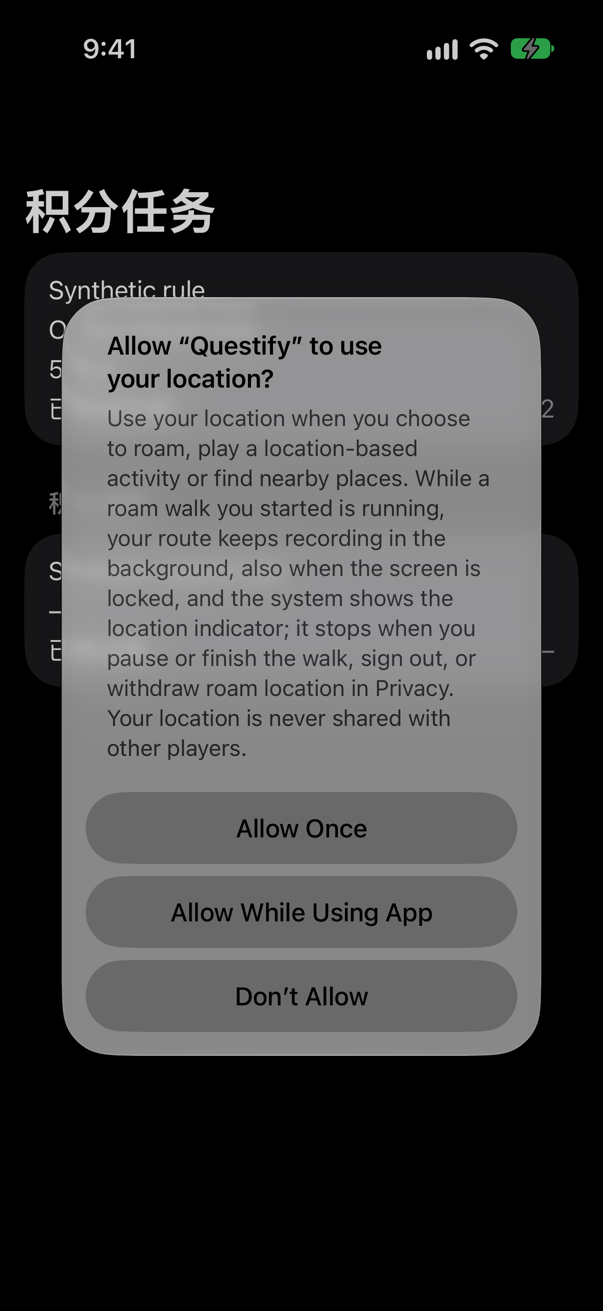 9:41
积分任务
Synthetic rule
2
Allow “Questify” to use
your location?
Use your location when you choose
to roam, play a location-based
activity or find nearby places. While a
roam walk you started is running,
your route keeps recording in the
background, also when the screen is
locked, and the system shows the
location indicator; it stops when you
pause or finish the walk, sign out, or
withdraw roam location in Privacy.
Your location is never shared with
other players.
Allow Once
Allow While Using App
Don’t Allow